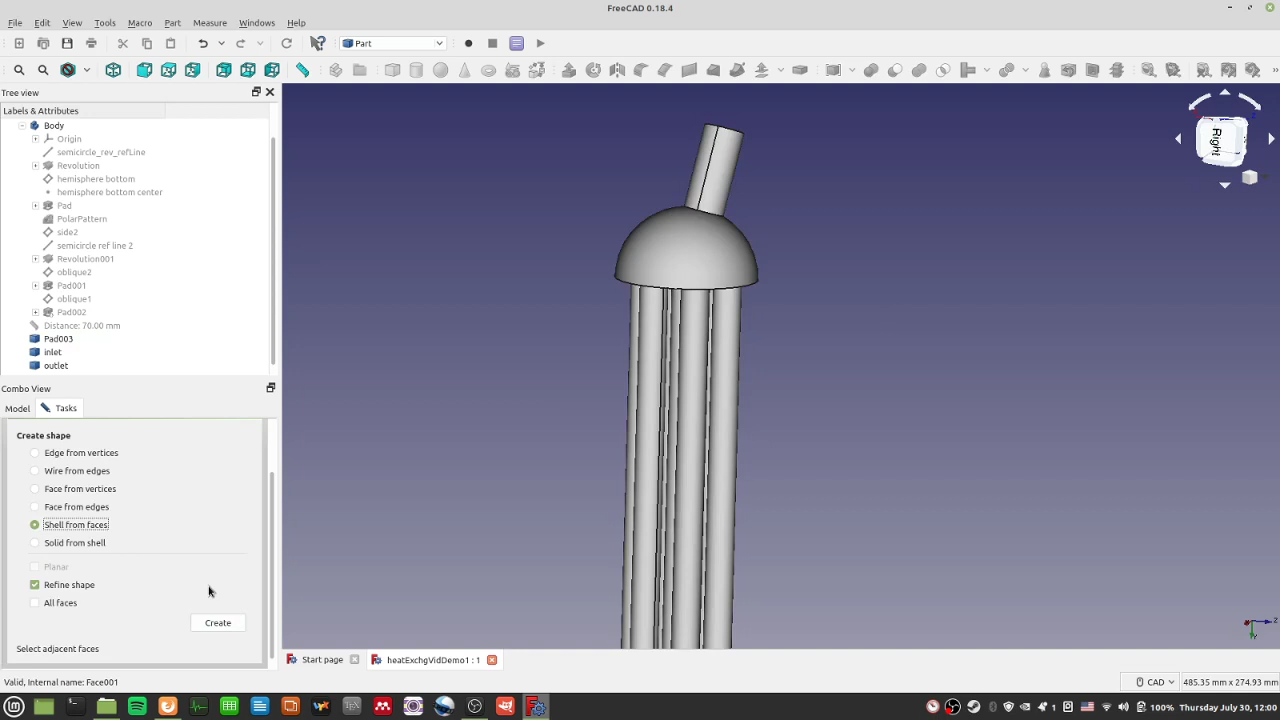 FreeCAD 0.18.4
File Edit View Tools Macro Part Measure Windows Help
Part
Tree view
Labels & Attributes
Body
Origin
semicircle_rev_refLine
Revolution
hemisphere bottom
hemisphere bottom center
Pad
PolarPattern
side2
semicircle ref line 2
Revolution001
oblique2
Pad001
oblique1
Pad002
Distance: 70.00 mm
Pad003
inlet
outlet
Combo View
Model Tasks
Create shape
Edge from vertices
Wire from edges
Face from vertices
Face from edges
Shell from faces
Solid from shell
Planar
Refine shape
All faces
Create
Select adjacent faces
Right
Start page heatExchgVidDemo1 : 1
Valid, Internal name: Face001
CAD 485.35 mm x 274.93 mm
100% Thursday July 30, 12:00